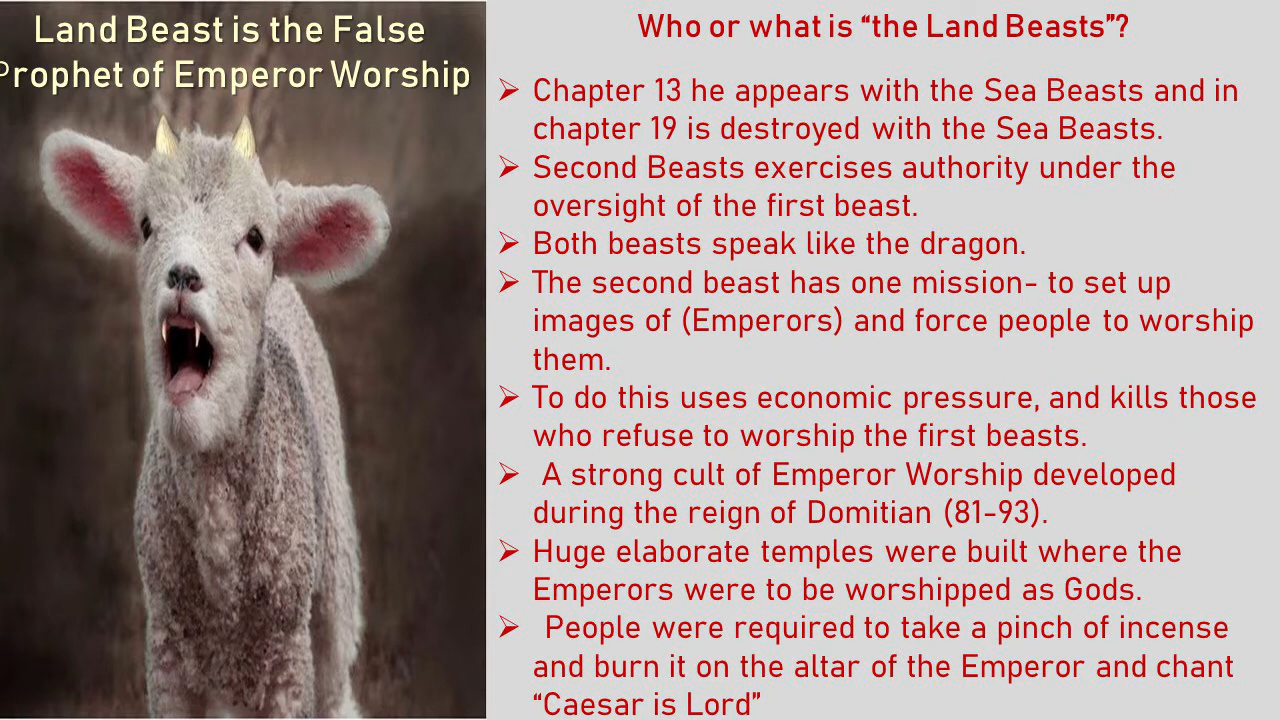 Land Beast is the False
Prophet of Emperor Worship
Who or what is “the Land Beasts”?
➢ Chapter 13 he appears with the Sea Beasts and in
chapter 19 is destroyed with the Sea Beasts.
➢ Second Beasts exercises authority under the
oversight of the first beast.
➢ Both beasts speak like the dragon.
➢ The second beast has one mission- to set up
images of (Emperors) and force people to worship
them.
➢ To do this uses economic pressure, and kills those
who refuse to worship the first beasts.
➢ A strong cult of Emperor Worship developed
during the reign of Domitian (81-93).
➢ Huge elaborate temples were built where the
Emperors were to be worshipped as Gods.
➢ People were required to take a pinch of incense
and burn it on the altar of the Emperor and chant
“Caesar is Lord”